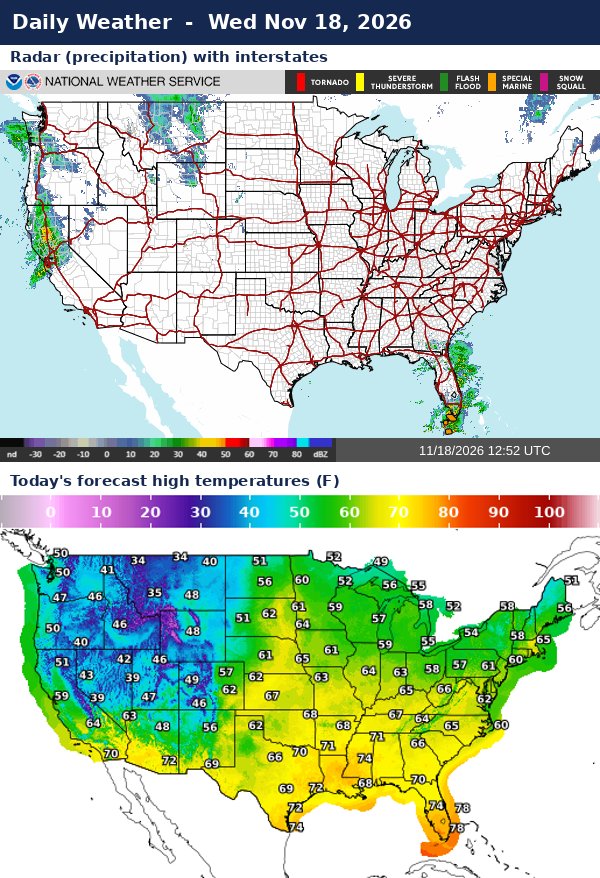 Daily Weather - Wed Nov 18, 2026
Radar (precipitation) with interstates
NATIONAL WEATHER SERVICE
TORNADO
SEVERE THUNDERSTORM
FLASH FLOOD
SPECIAL MARINE
SNOW SQUALL
nd -30 -20 -10 0 10 20 30 40 50 60 70 80 dBZ
11/18/2026 12:52 UTC
Today's forecast high temperatures (F)
0 10 20 30 40 50 60 70 80 90 100
50 34 34 40 51 52 49
50 41 56 60 52 56 55 51
47 46 35 48 61 59 58 52 58 56
50 46 48 51 62 64 57 55 54 58 65
40 59
51 42 46 61 65 61 57 61 60
43 39 49 57 62 63 64 63 58
59 39 47 46 62 67 65 66 62
64 63 48 56 62 68 68 67 64 65 60
70 72 69 66 70 71 71 66
74
69 72 68 70
72 74 78
74 78